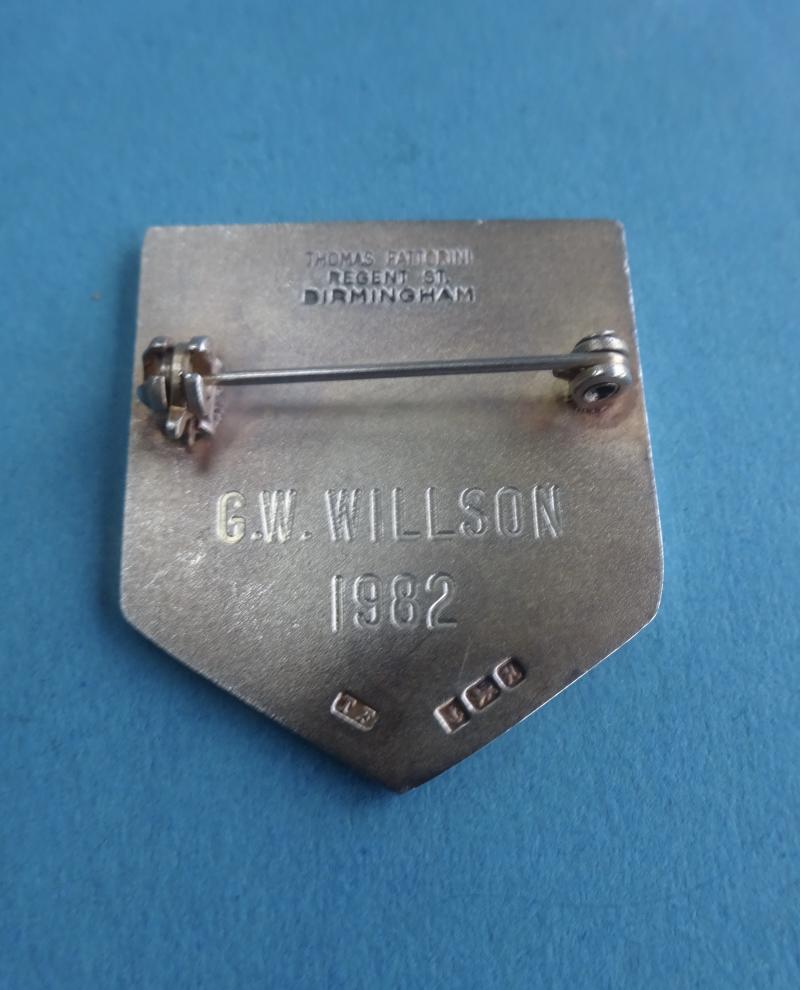 THOMAS FATTORINI
REGENT ST.
BIRMINGHAM
G.W. WILLSON
1982
T F